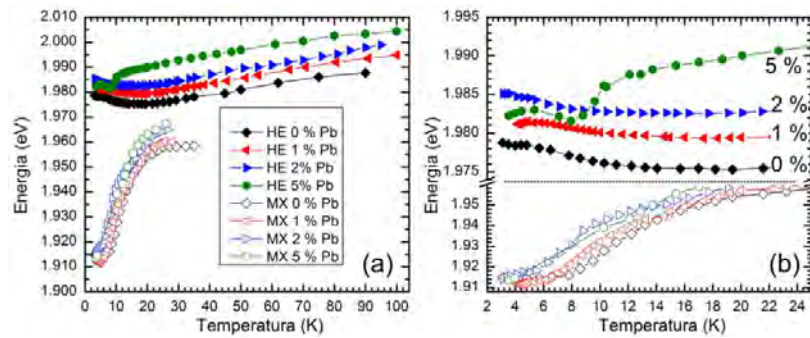 2.010
2.000
1.990
1.980
1.970
1.960
1.950
1.940
1.930
1.920
1.910
1.900
Energia (eV)
HE 0 % Pb
HE 1 % Pb
HE 2% Pb
HE 5% Pb
MX 0 % Pb
MX 1 % Pb
MX 2 % Pb
MX 5 % Pb
(a)
0 10 20 30 40 50 60 70 80 90 100
Temperatura (K)
1.995
1.990
1.985
1.980
1.975
1.95
1.94
1.93
1.92
1.91
Energia (eV)
5 %
2 %
1 %
0 %
(b)
2 4 6 8 10 12 14 16 18 20 22 24
Temperatura (K)